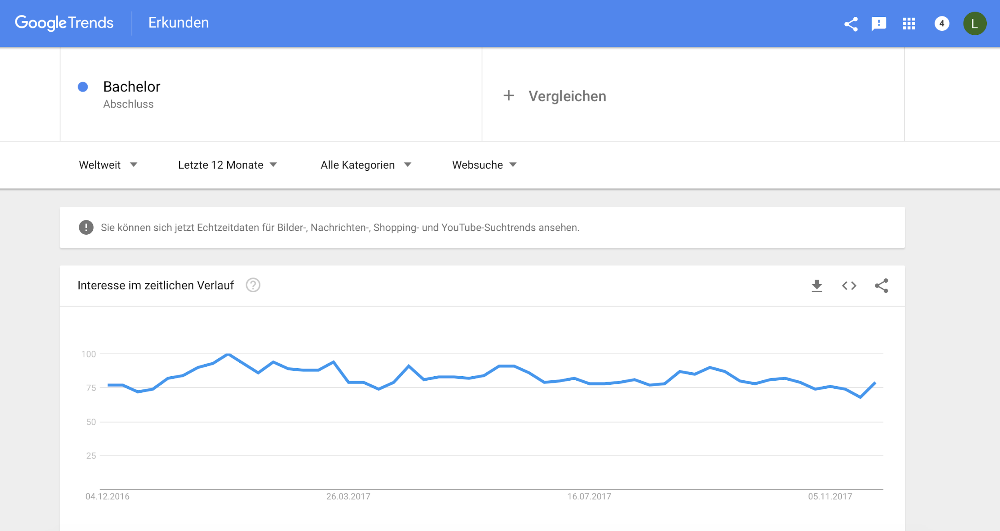 Google Trends Erkunden 4 L
Bachelor
Abschluss
+ Vergleichen
Weltweit Letzte 12 Monate Alle Kategorien Websuche
Sie können sich jetzt Echtzeitdaten für Bilder-, Nachrichten-, Shopping- und YouTube-Suchtrends ansehen.
Interesse im zeitlichen Verlauf
100
75
50
25
04.12.2016 26.03.2017 16.07.2017 05.11.2017